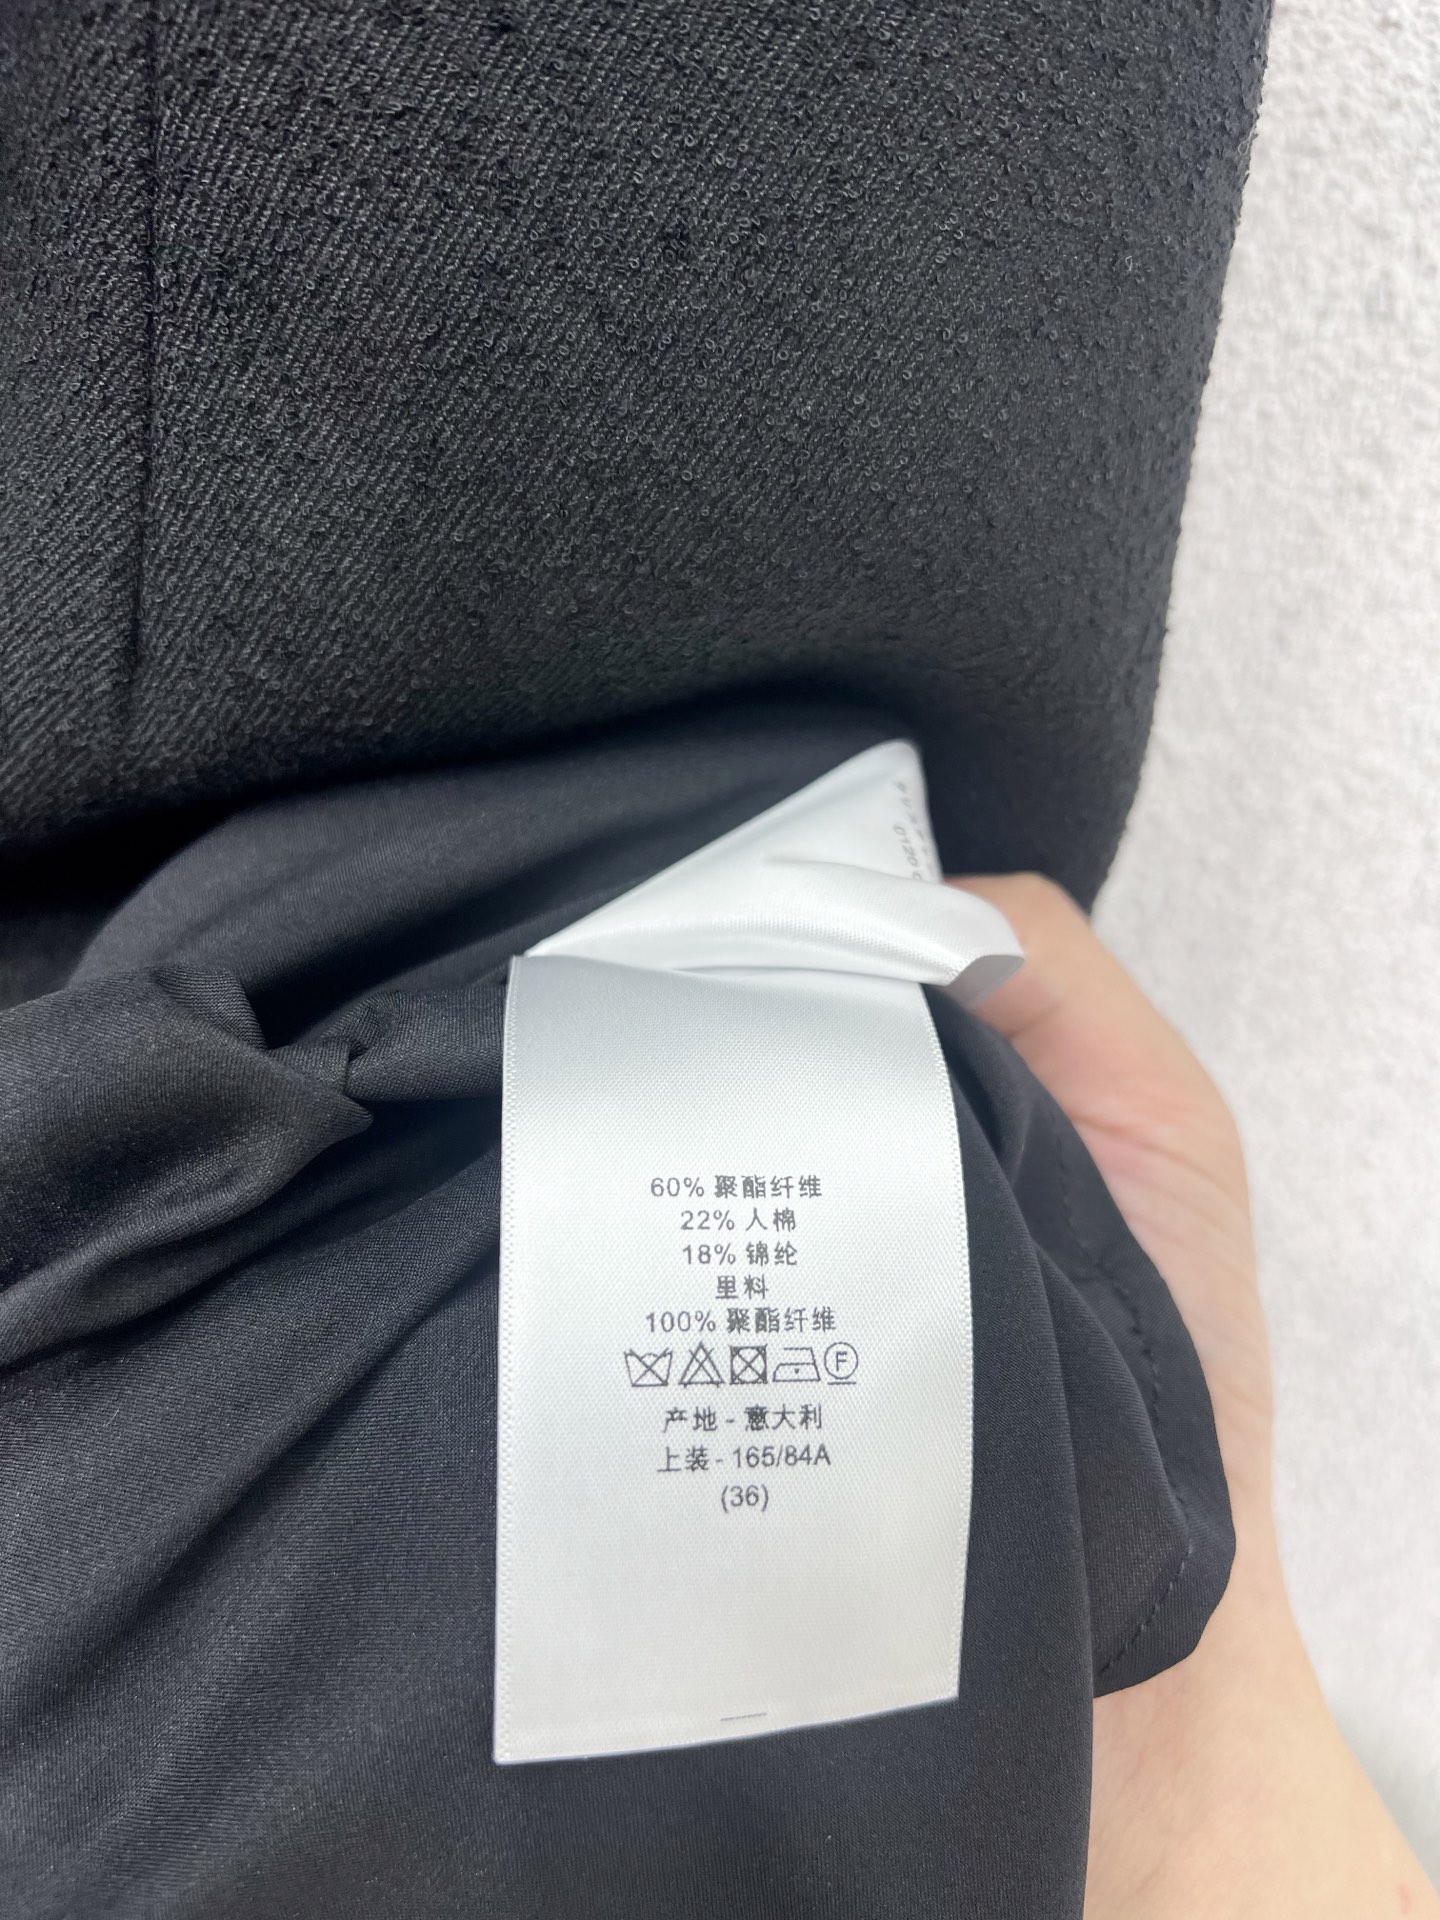 0120
60% 聚酯纤维
22% 人棉
18% 锦纶
里料
100% 聚酯纤维
F
产地 - 意大利
上装 - 165/84A
(36)